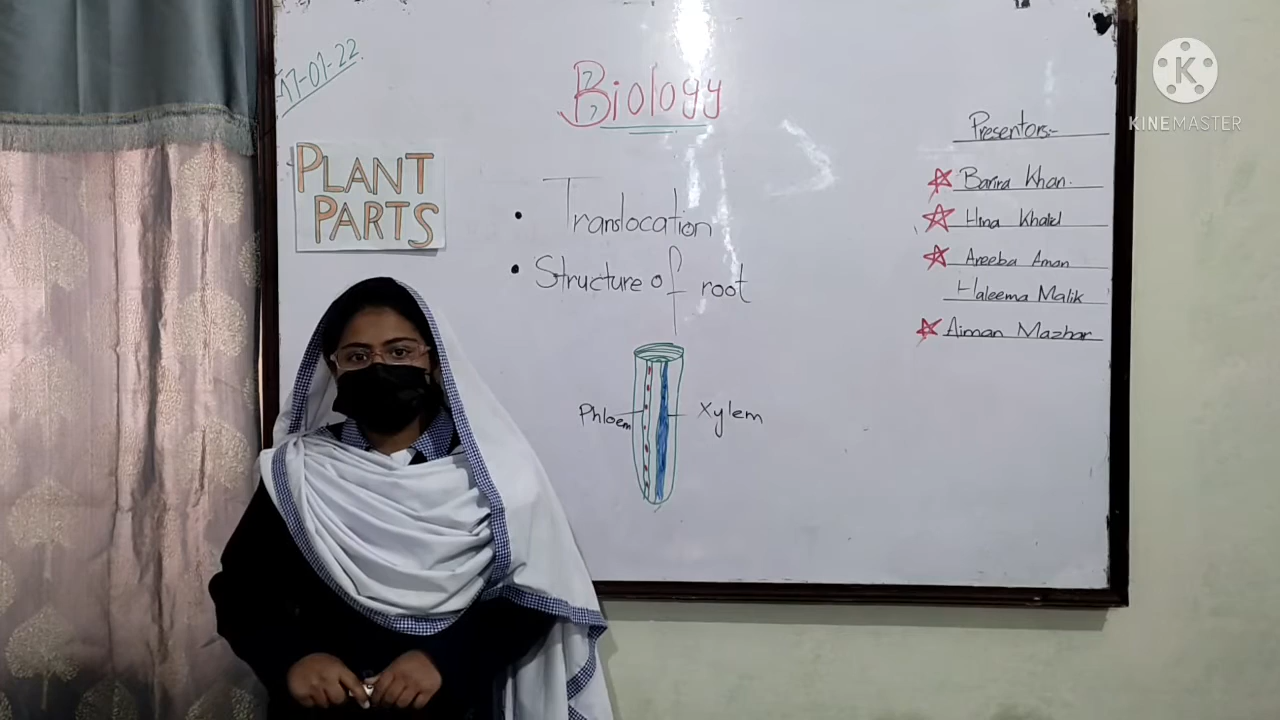 17-01-22
Biology
PLANT
PARTS
• Translocation
• Structure of root
Phloem
Xylem
Presentors:-
Barira Khan.
Hina Khalid
Areeba Aman
Haleema Malik
Aiman Mazhar
K
KINEMASTER